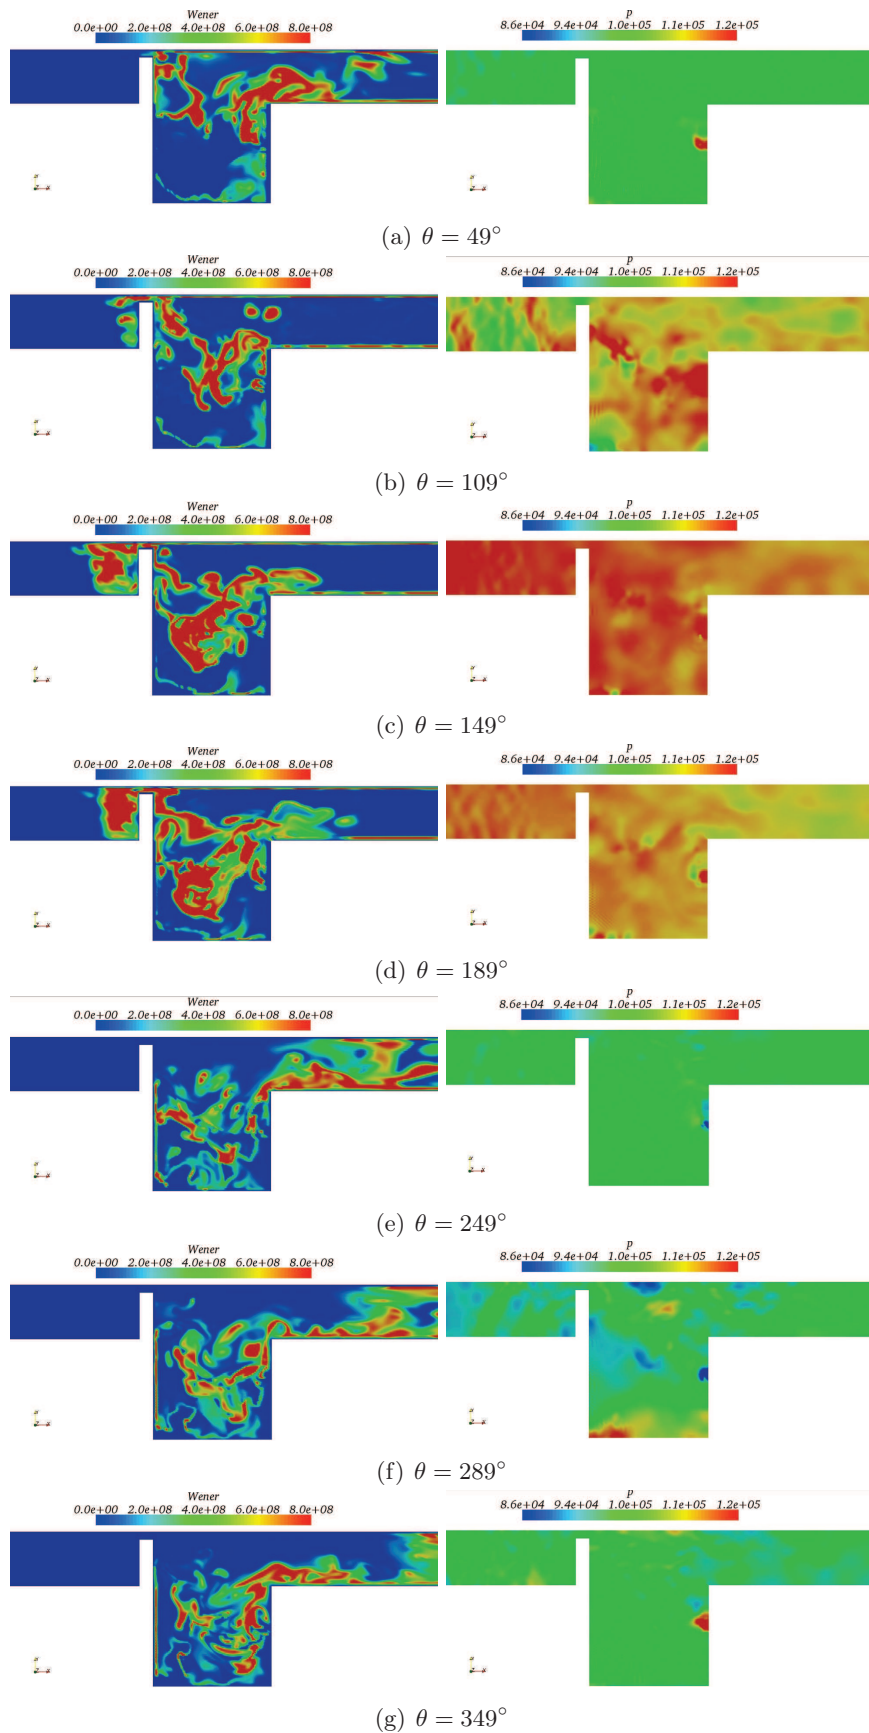 Wener
0.0e+00 2.0e+08 4.0e+08 6.0e+08 8.0e+08
p
8.6e+04 9.4e+04 1.0e+05 1.1e+05 1.2e+05
(a) θ = 49°
Wener
0.0e+00 2.0e+08 4.0e+08 6.0e+08 8.0e+08
p
8.6e+04 9.4e+04 1.0e+05 1.1e+05 1.2e+05
(b) θ = 109°
Wener
0.0e+00 2.0e+08 4.0e+08 6.0e+08 8.0e+08
p
8.6e+04 9.4e+04 1.0e+05 1.1e+05 1.2e+05
(c) θ = 149°
Wener
0.0e+00 2.0e+08 4.0e+08 6.0e+08 8.0e+08
p
8.6e+04 9.4e+04 1.0e+05 1.1e+05 1.2e+05
(d) θ = 189°
Wener
0.0e+00 2.0e+08 4.0e+08 6.0e+08 8.0e+08
p
8.6e+04 9.4e+04 1.0e+05 1.1e+05 1.2e+05
(e) θ = 249°
Wener
0.0e+00 2.0e+08 4.0e+08 6.0e+08 8.0e+08
p
8.6e+04 9.4e+04 1.0e+05 1.1e+05 1.2e+05
(f) θ = 289°
Wener
0.0e+00 2.0e+08 4.0e+08 6.0e+08 8.0e+08
p
8.6e+04 9.4e+04 1.0e+05 1.1e+05 1.2e+05
(g) θ = 349°